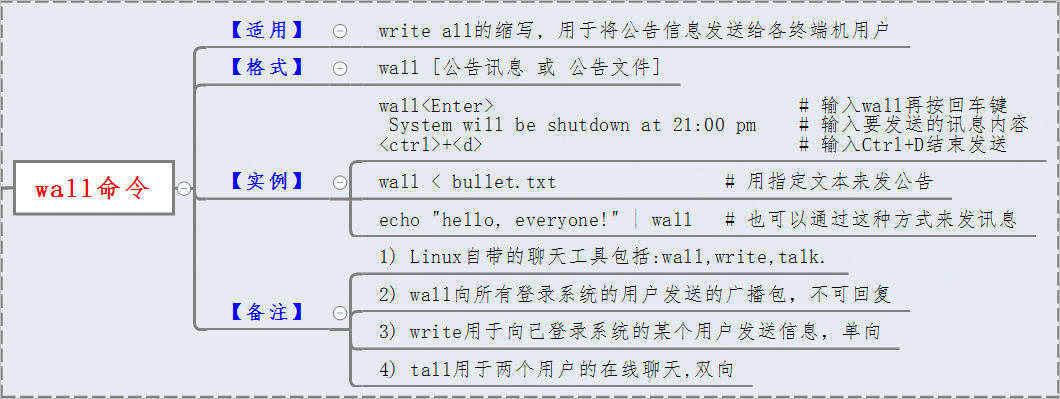 wall命令
【适用】
write all的缩写，用于将公告信息发送给各终端机用户
【格式】
wall [公告讯息 或 公告文件]
【实例】
wall<Enter> # 输入wall再按回车键
System will be shutdown at 21:00 pm # 输入要发送的讯息内容
<ctrl>+<d> # 输入Ctrl+D结束发送
wall < bullet.txt # 用指定文本来发公告
echo "hello, everyone!" | wall # 也可以通过这种方式来发讯息
【备注】
1) Linux自带的聊天工具包括:wall,write,talk.
2) wall向所有登录系统的用户发送的广播包，不可回复
3) write用于向已登录系统的某个用户发送信息，单向
4) tall用于两个用户的在线聊天,双向